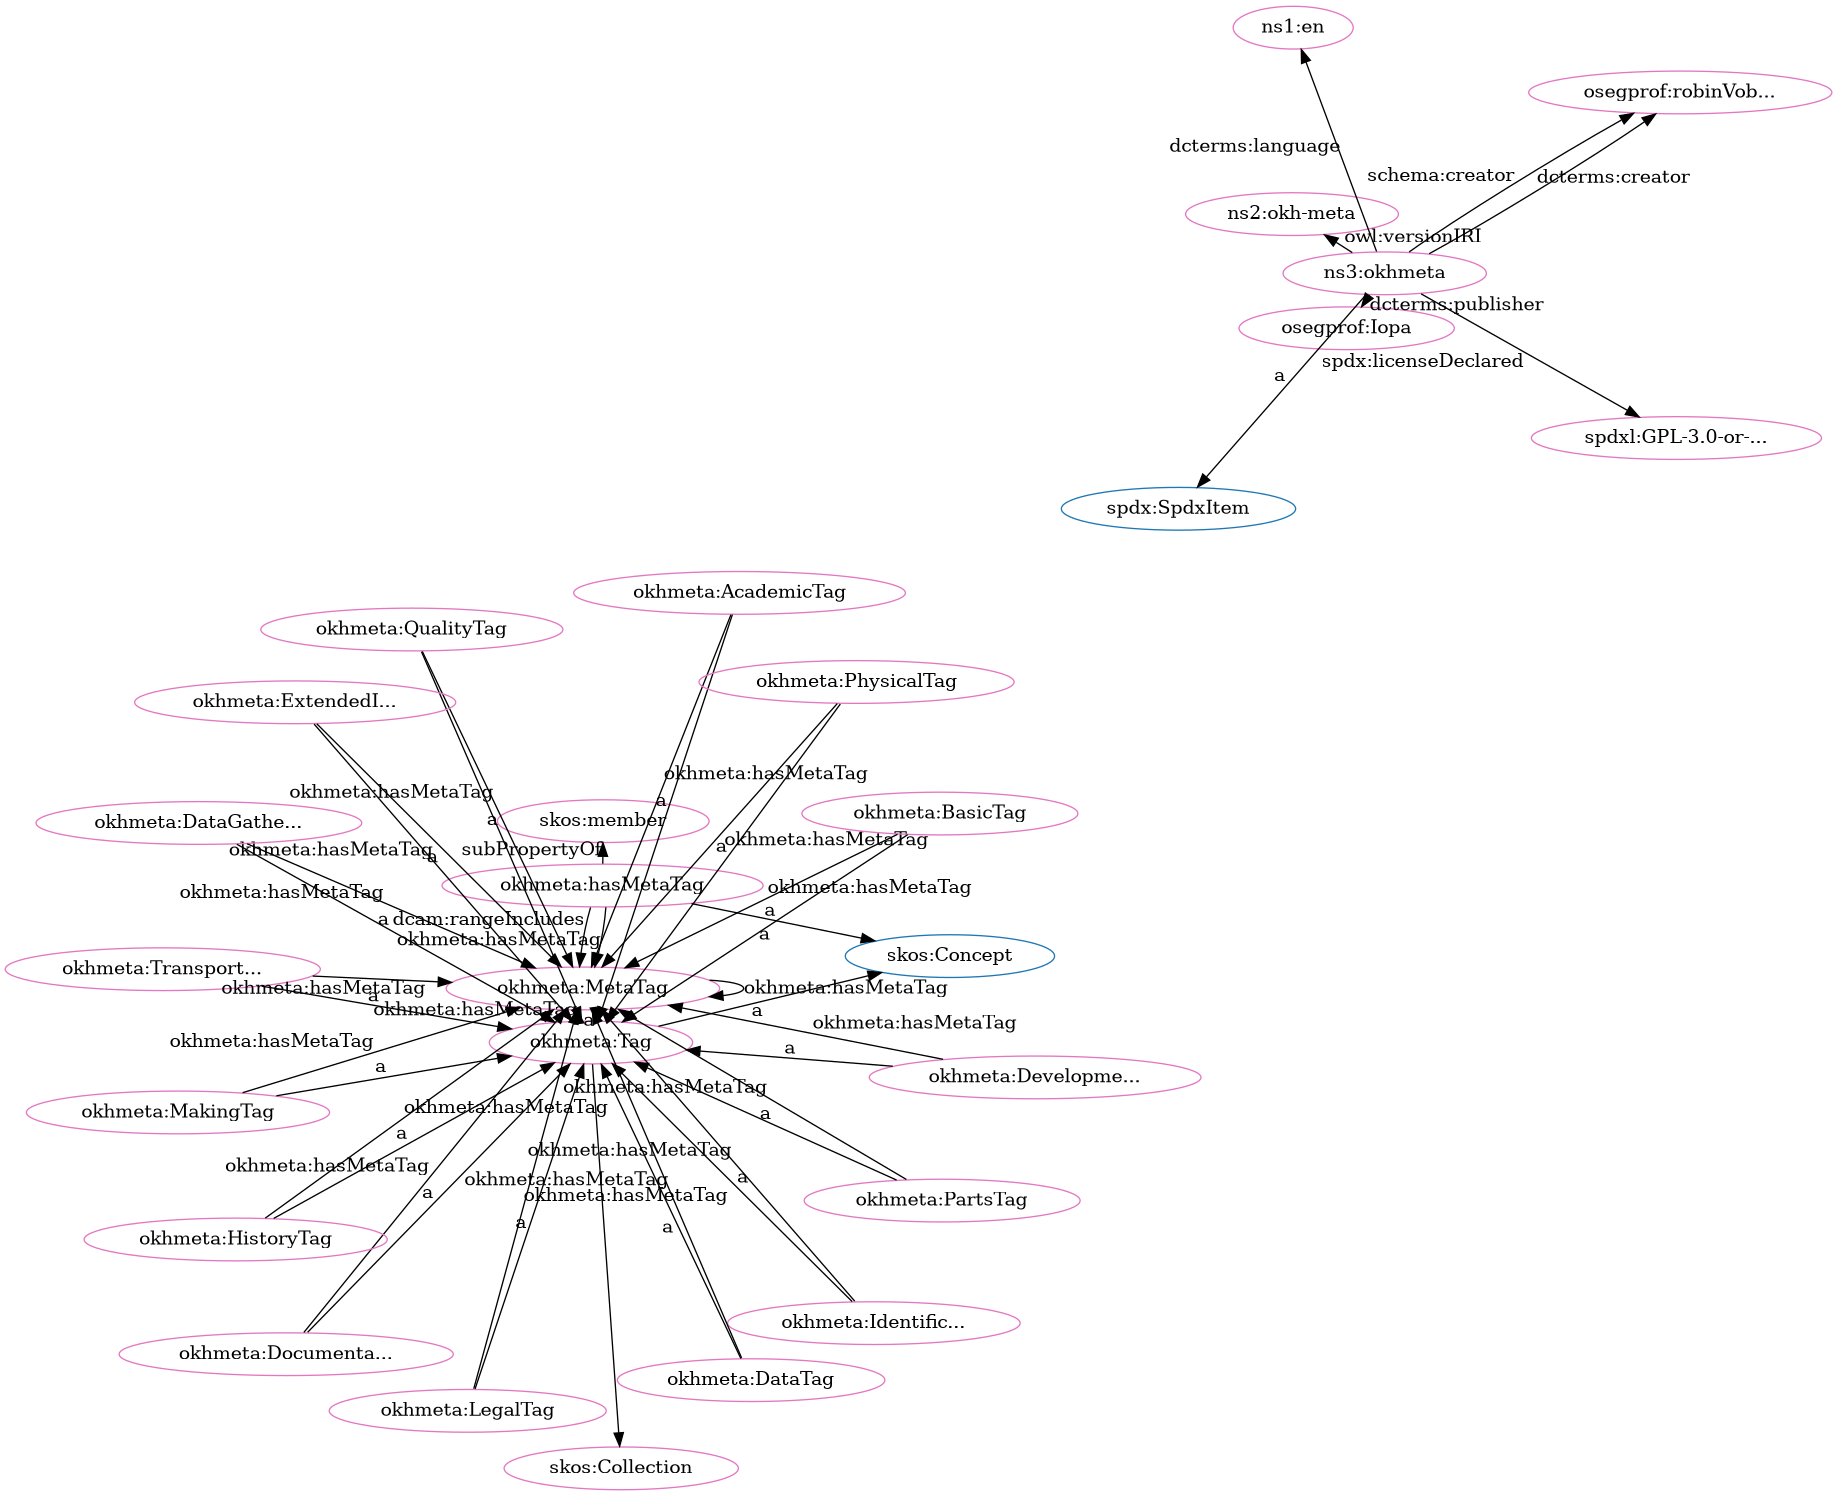 ns1:en
osegprof:robinVob...
dcterms:language
schema:creator
dcterms:creator
ns2:okh-meta
owl:versionIRI
ns3:okhmeta
dcterms:publisher
osegprof:Iopa
spdx:licenseDeclared
a
spdxl:GPL-3.0-or-...
spdx:SpdxItem
okhmeta:AcademicTag
okhmeta:QualityTag
okhmeta:PhysicalTag
okhmeta:ExtendedI...
okhmeta:hasMetaTag
okhmeta:hasMetaTag
a
okhmeta:BasicTag
a
skos:member
okhmeta:DataGathe...
okhmeta:hasMetaTag
a
okhmeta:hasMetaTag
subPropertyOf
a
okhmeta:hasMetaTag
okhmeta:hasMetaTag
okhmeta:hasMetaTag
a
a
dcam:rangeIncludes
a
okhmeta:hasMetaTag
skos:Concept
okhmeta:Transport...
okhmeta:MetaTag
okhmeta:hasMetaTag
okhmeta:hasMetaTag
a
okhmeta:hasMetaTag
a
a
okhmeta:hasMetaTag
okhmeta:hasMetaTag
okhmeta:Tag
a
a
okhmeta:Developme...
okhmeta:hasMetaTag
okhmeta:MakingTag
okhmeta:hasMetaTag
a
a
okhmeta:hasMetaTag
okhmeta:hasMetaTag
okhmeta:hasMetaTag
a
a
okhmeta:hasMetaTag
okhmeta:PartsTag
a
a
okhmeta:HistoryTag
okhmeta:Identific...
okhmeta:Documenta...
okhmeta:DataTag
okhmeta:LegalTag
skos:Collection